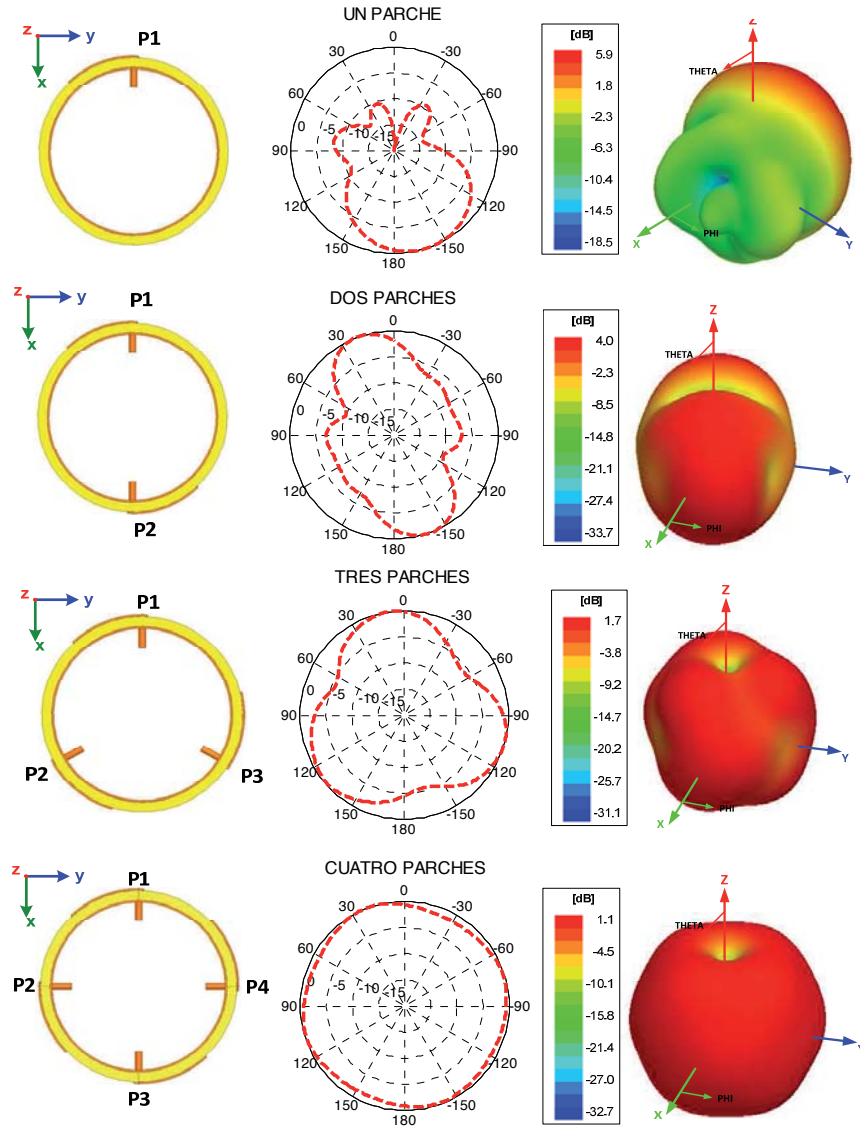 UN PARCHE
z
y
x
P1
0
30
-30
60
-60
90
-90
120
-120
150
-150
180
0
-5
-10
-15
[dB]
5.9
1.8
-2.3
-6.3
-10.4
-14.5
-18.5
Z
THETA
X
PHI
Y
DOS PARCHES
z
y
x
P1
P2
0
30
-30
60
-60
90
-90
120
-120
150
-150
180
0
-5
-10
-15
[dB]
4.0
-2.3
-8.5
-14.8
-21.1
-27.4
-33.7
Z
THETA
X
PHI
Y
TRES PARCHES
z
y
x
P1
P2
P3
0
30
-30
60
-60
90
-90
120
-120
150
-150
180
0
-5
-10
-15
[dB]
1.7
-3.8
-9.2
-14.7
-20.2
-25.7
-31.1
Z
THETA
X
PHI
Y
CUATRO PARCHES
z
y
x
P1
P2
P4
P3
0
30
-30
60
-60
90
-90
120
-120
150
-150
180
0
-5
-10
-15
[dB]
1.1
-4.5
-10.1
-15.8
-21.4
-27.0
-32.7
Z
THETA
X
PHI
Y